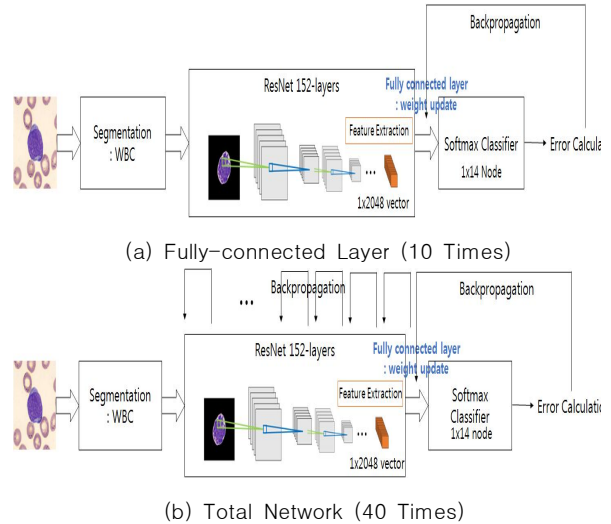 Backpropagation
ResNet 152-layers
Fully connected layer
: weight update
Segmentation
: WBC
Feature Extraction
Softmax Classifier
1x14 Node
Error Calcula
1x2048 vector
(a) Fully-connected Layer (10 Times)
Backpropagation
Backpropagation
ResNet 152-layers
Fully connected layer
: weight update
Segmentation
: WBC
Feature Extraction
Softmax
Classifier
1x14 node
Error Calculatio
1x2048 vector
(b) Total Network (40 Times)